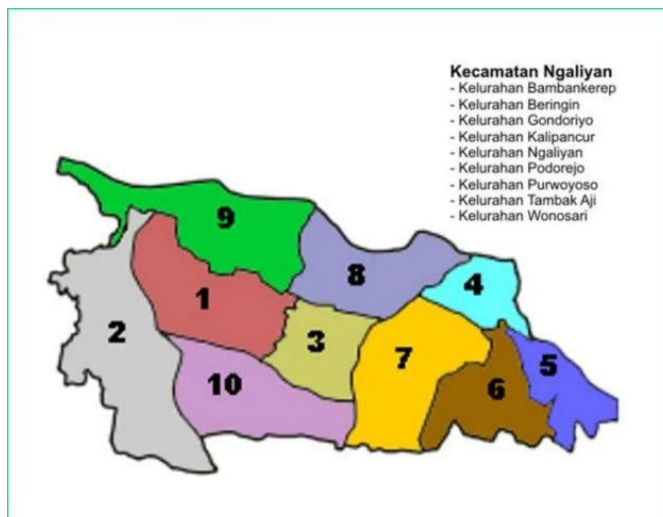 Kecamatan Ngaliyan
- Kelurahan Bambankerep
- Kelurahan Beringin
- Kelurahan Gondoriyo
- Kelurahan Kalipancur
- Kelurahan Ngaliyan
- Kelurahan Podorejo
- Kelurahan Purwoyoso
- Kelurahan Tambak Aji
- Kelurahan Wonosari
9
8
4
1
2
3
7
5
10
6